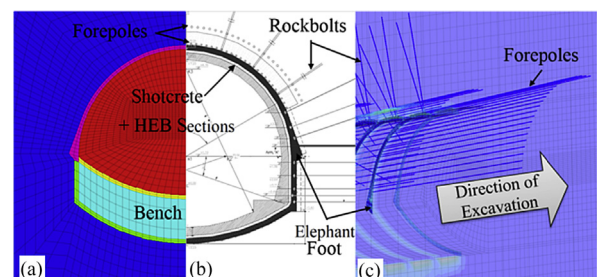 Forepoles
Rockbolts
Forepoles
Shotcrete
+ HEB Sections
Bench
Elephant
Foot
Direction of
Excavation
(a)
(b)
(c)